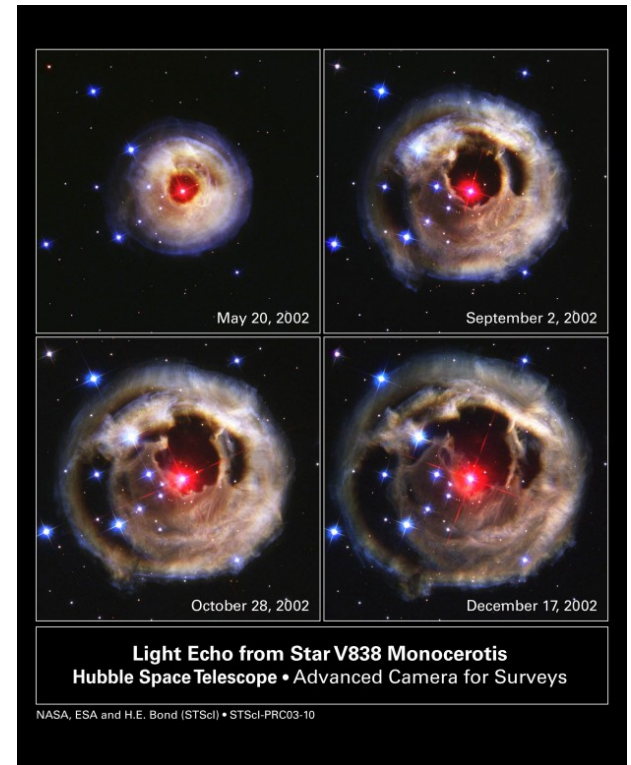 May 20, 2002
September 2, 2002
October 28, 2002
December 17, 2002
Light Echo from Star V838 Monocerotis
Hubble Space Telescope • Advanced Camera for Surveys
NASA, ESA and H.E. Bond (STScI) • STScI-PRC03-10